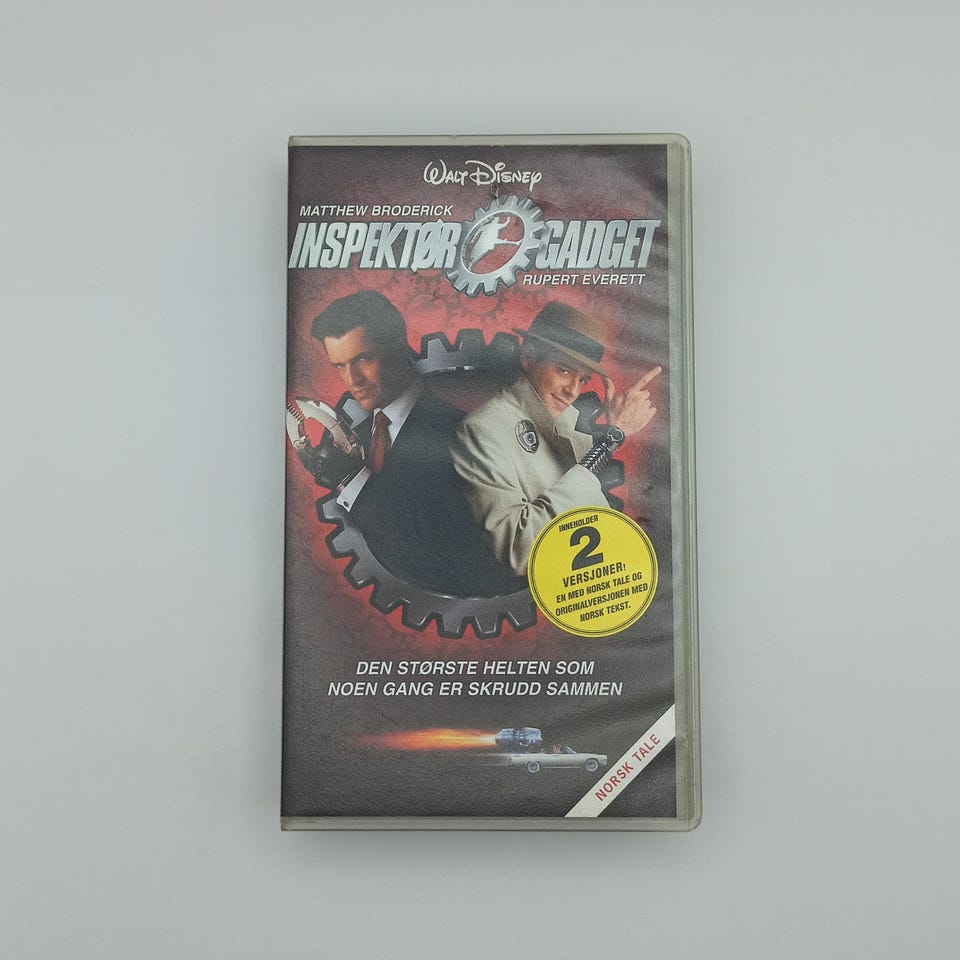 Walt Disney
MATTHEW BRODERICK
INSPEKTØR GADGET
RUPERT EVERETT
INNEHOLDER
2
VERSJONER!
EN MED NORSK TALE OG
ORIGINALVERSJONEN MED
NORSK TEKST.
DEN STØRSTE HELTEN SOM
NOEN GANG ER SKRUDD SAMMEN
NORSK TALE